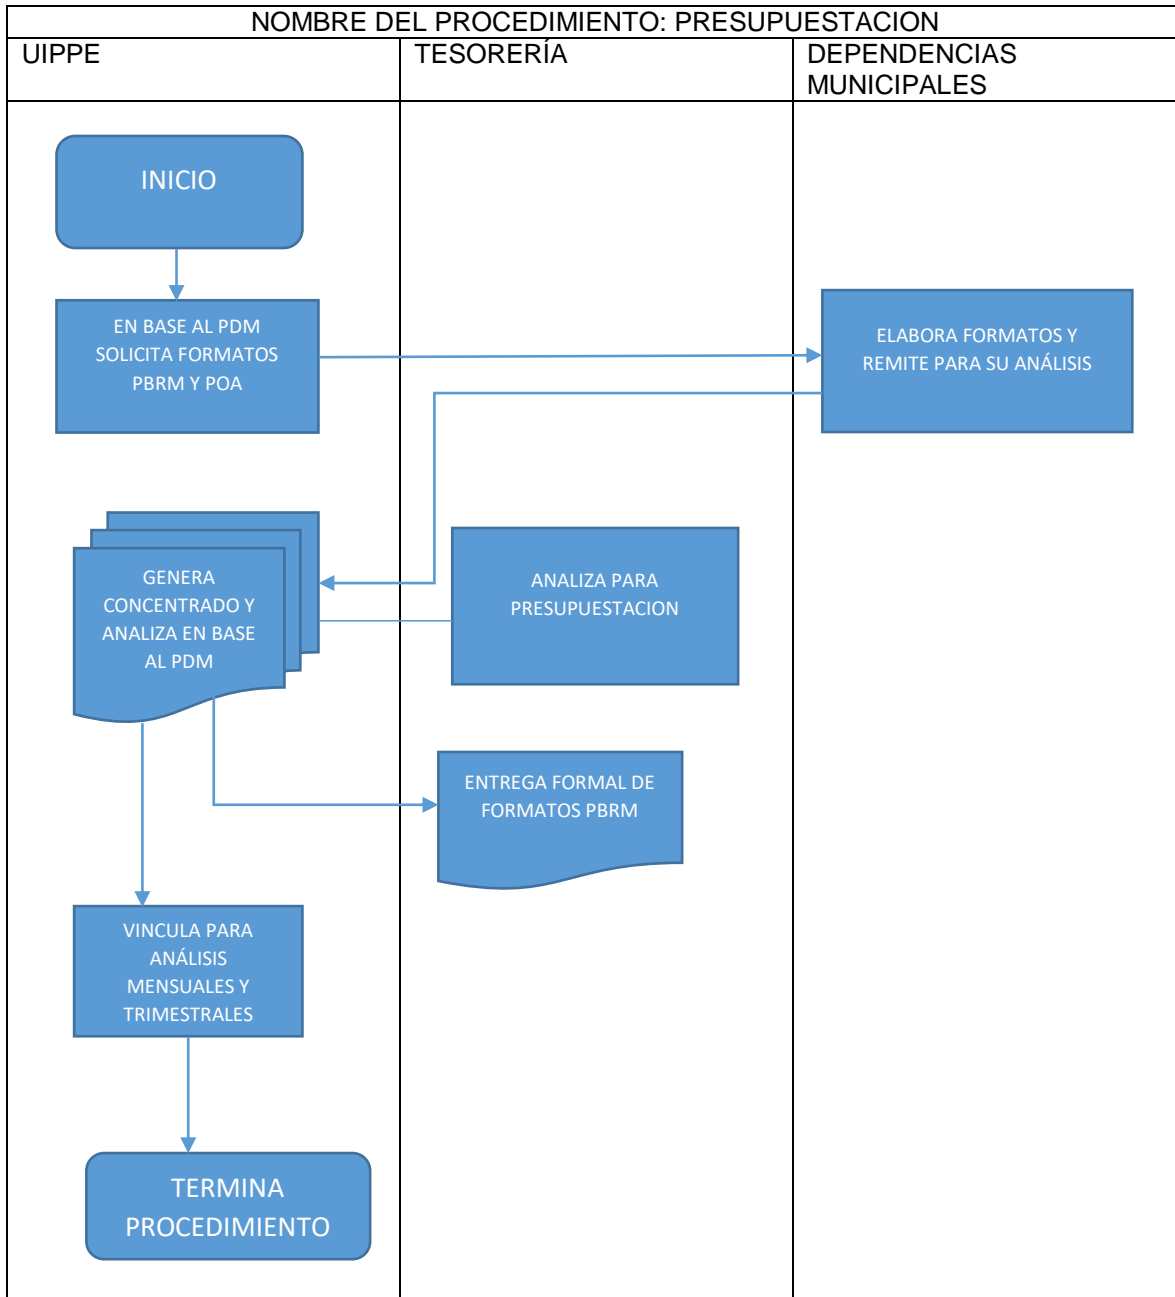 NOMBRE DEL PROCEDIMIENTO: PRESUPUESTACION
UIPPE
TESORERÍA
DEPENDENCIAS
MUNICIPALES
INICIO
EN BASE AL PDM
SOLICITA FORMATOS
PBRM Y POA
ELABORA FORMATOS Y
REMITE PARA SU ANÁLISIS
GENERA
CONCENTRADO Y
ANALIZA EN BASE
AL PDM
ANALIZA PARA
PRESUPUESTACION
ENTREGA FORMAL DE
FORMATOS PBRM
VINCULA PARA
ANÁLISIS
MENSUALES Y
TRIMESTRALES
TERMINA
PROCEDIMIENTO